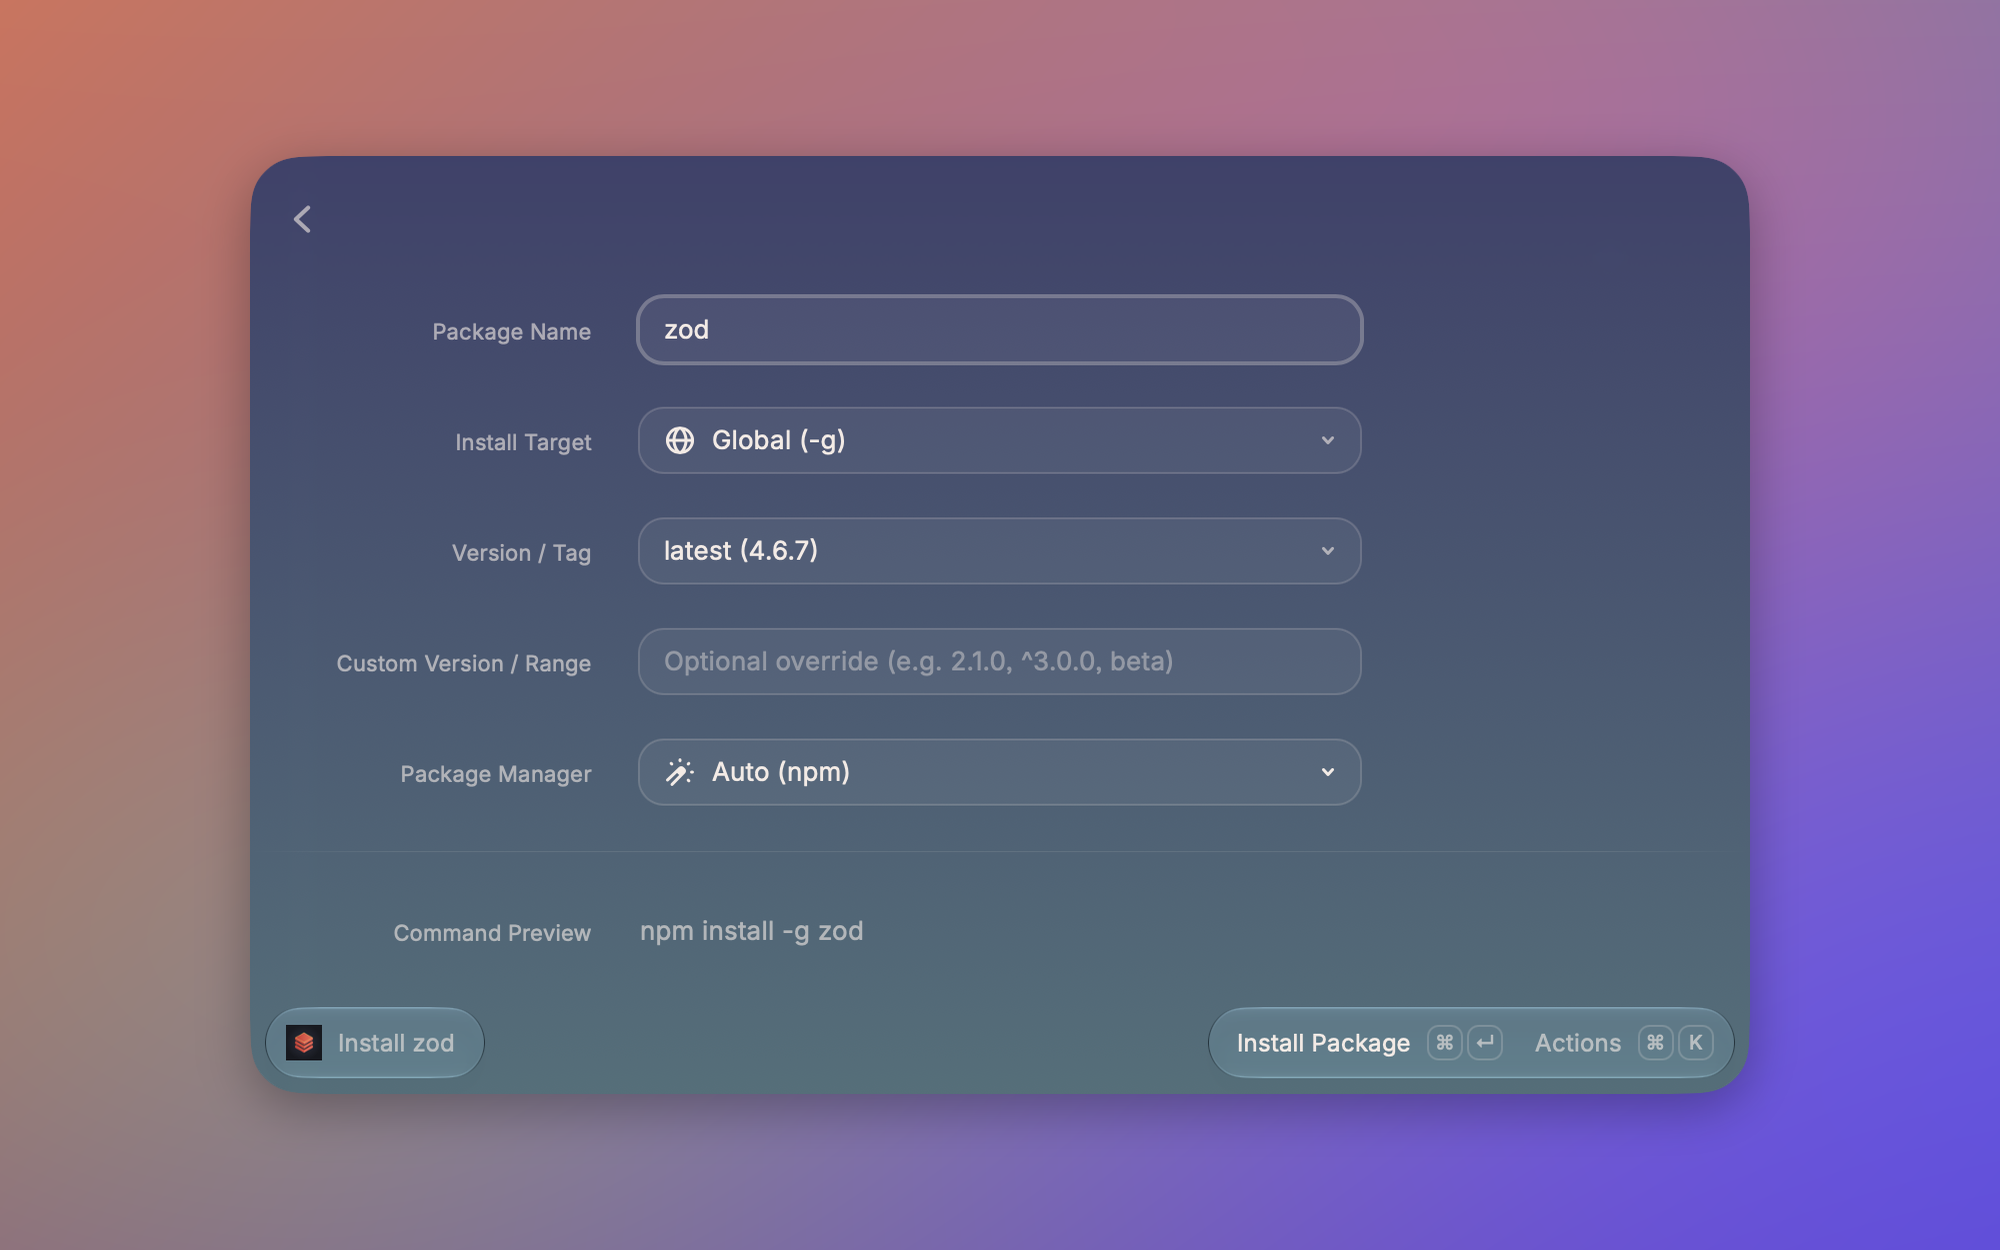 Package Name
zod
Install Target
Global (-g)
Version / Tag
latest (4.6.7)
Custom Version / Range
Optional override (e.g. 2.1.0, ^3.0.0, beta)
Package Manager
Auto (npm)
Command Preview
npm install -g zod
Install zod
Install Package ⌘ ↵ Actions ⌘ K